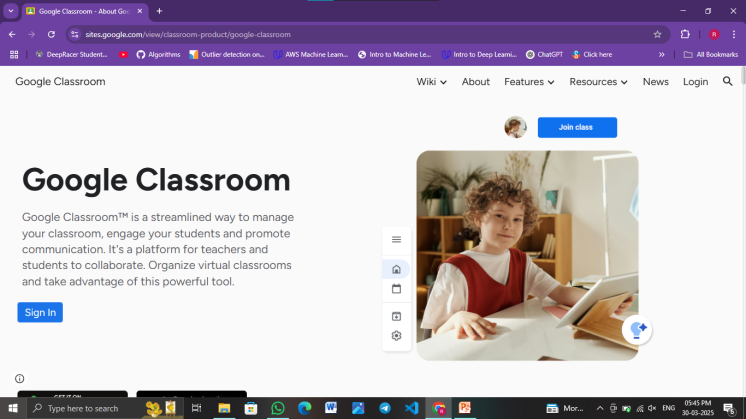 Google Classroom - About Goo
sites.google.com/view/classroom-product/google-classroom
R
DeepRacer Student...
Algorithms
Outlier detection on...
AWS Machine Learn...
Intro to Machine Le...
Intro to Deep Learni...
ChatGPT
Click here
All Bookmarks
Google Classroom
Wiki
About
Features
Resources
News
Login
Join class
Google Classroom
Google Classroom™ is a streamlined way to manage
your classroom, engage your students and promote
communication. It's a platform for teachers and
students to collaborate. Organize virtual classrooms
and take advantage of this powerful tool.
Sign In
GET IT ON
Type here to search
Mor...
ENG
05:45 PM
30-03-2025